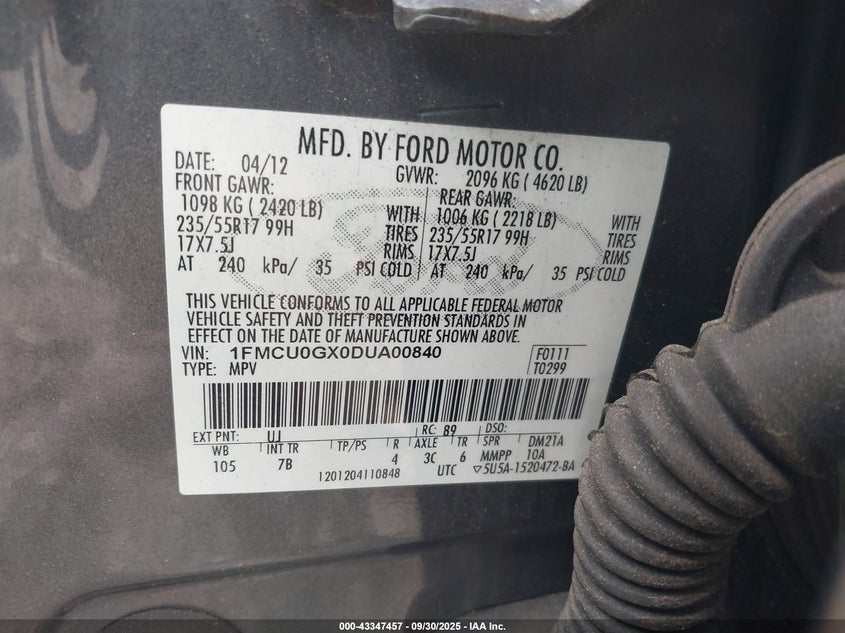 MFD. BY FORD MOTOR CO.
DATE: 04/12 GVWR: 2096 KG ( 4620 LB)
FRONT GAWR: REAR GAWR:
1098 KG ( 2420 LB) WITH 1006 KG ( 2218 LB) WITH
235/55R17 99H TIRES 235/55R17 99H TIRES
17X7.5J RIMS 17X7.5J RIMS
AT 240 kPa/ 35 PSI COLD AT 240 kPa/ 35 PSI COLD
THIS VEHICLE CONFORMS TO ALL APPLICABLE FEDERAL MOTOR
VEHICLE SAFETY AND THEFT PREVENTION STANDARDS IN
EFFECT ON THE DATE OF MANUFACTURE SHOWN ABOVE.
VIN: 1FMCU0GX0DUA00840 F0111
TYPE: MPV T0299
EXT PNT: UJ RC: 89 DSO:
WB INT TR TP/PS R AXLE TR SPR DM21A
105 7B 4 3C 6 MMPP 10A
1201204110848 UTC ▽5U5A-1520472-BA
000-43347457 - 09/30/2025 - IAA Inc.